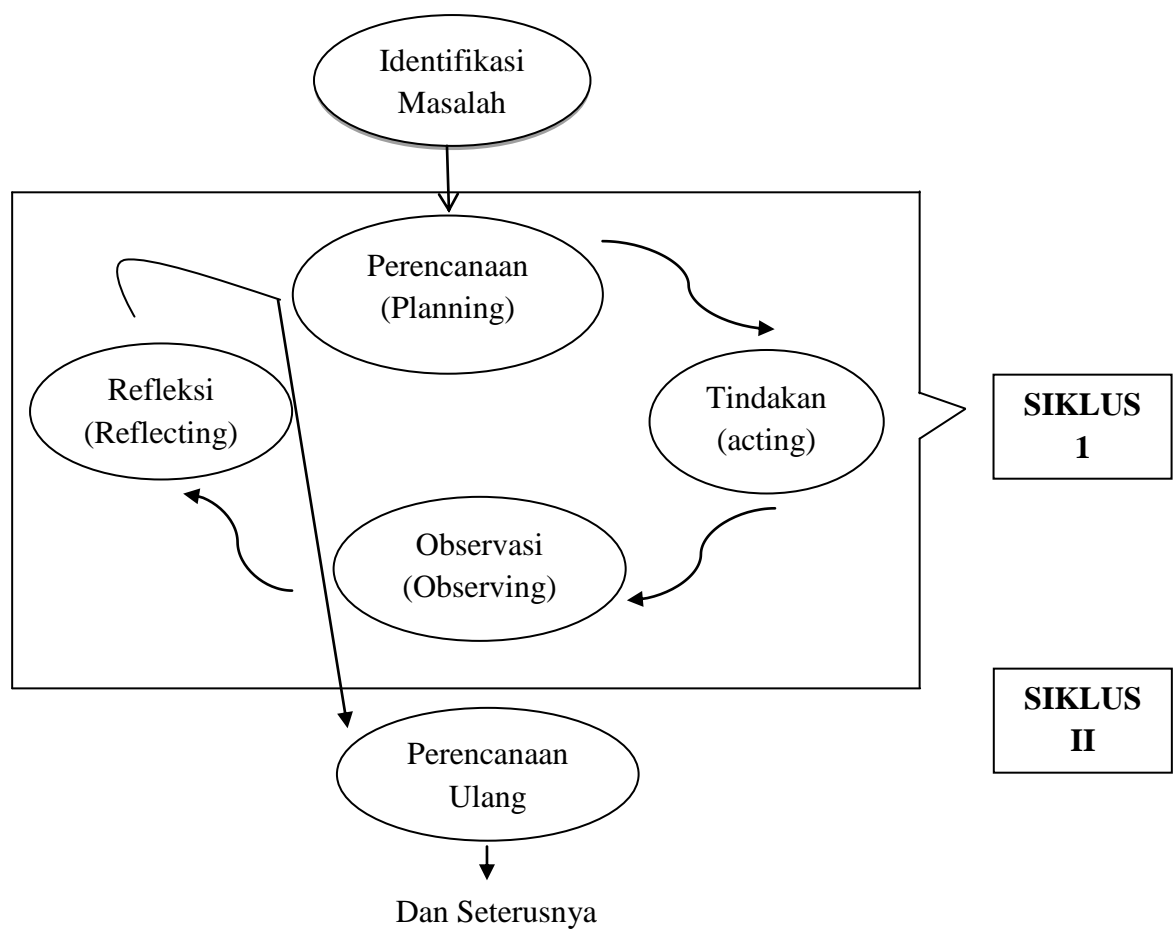 Identifikasi
Masalah
Perencanaan
(Planning)
Refleksi
(Reflecting)
Tindakan
(acting)
SIKLUS
1
Observasi
(Observing)
SIKLUS
II
Perencanaan
Ulang
Dan Seterusnya